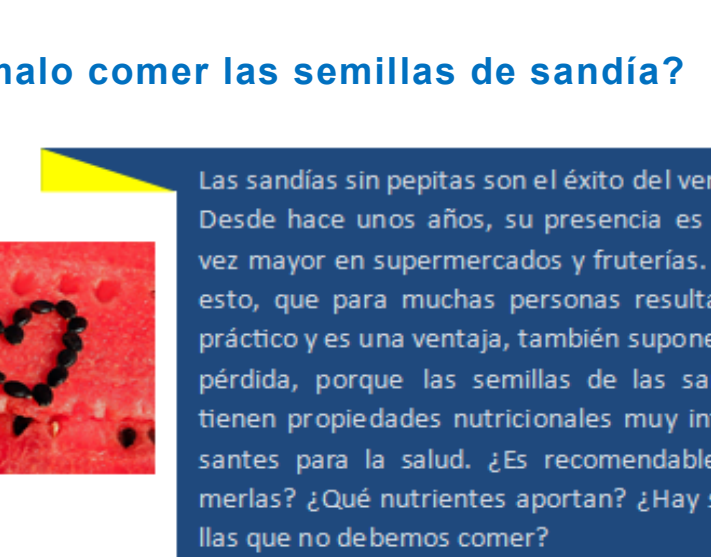 malo comer las semillas de sandía?
Las sandías sin pepitas son el éxito del ver
Desde hace unos años, su presencia es
vez mayor en supermercados y fruterías.
esto, que para muchas personas resulta
práctico y es una ventaja, también supone
pérdida, porque las semillas de las sa
tienen propiedades nutricionales muy in
santes para la salud. ¿Es recomendable
merlas? ¿Qué nutrientes aportan? ¿Hay s
llas que no debemos comer?